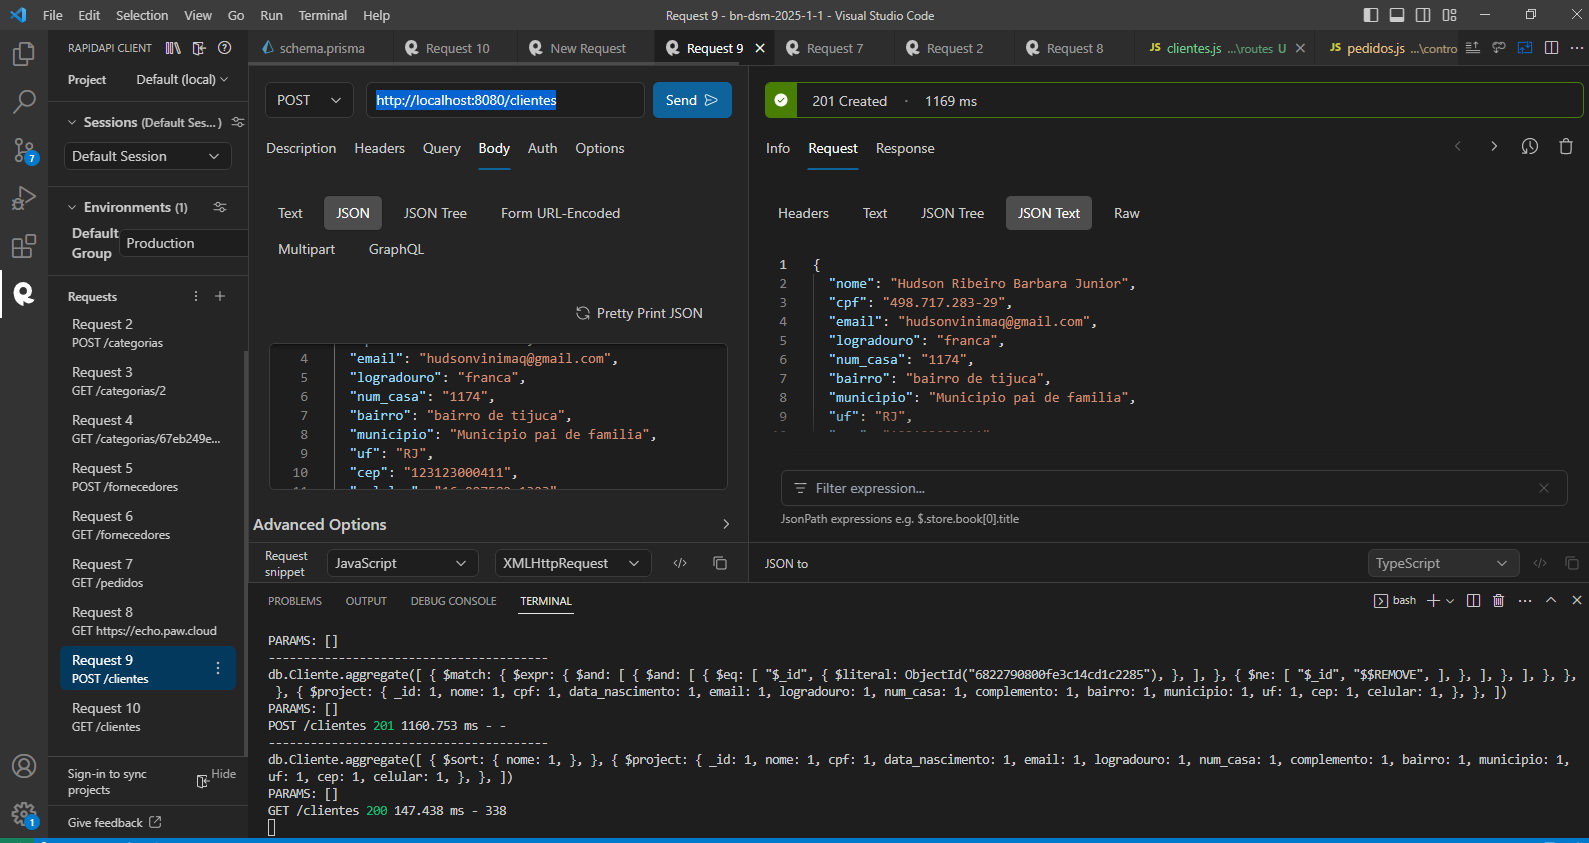 File Edit Selection View Go Run Terminal Help
Request 9 - bn-dsm-2025-1-1 - Visual Studio Code
RAPIDAPI CLIENT
schema.prisma
Request 10
New Request
Request 9
Request 7
Request 2
Request 8
JS clientes.js ...\routes U
JS pedidos.js ...\contro
7
1
Project
Default (local)
Sessions (Default Ses...)
Default Session
Environments (1)
Default Group
Production
Requests
Request 2
POST /categorias
Request 3
GET /categorias/2
Request 4
GET /categorias/67eb249e...
Request 5
POST /fornecedores
Request 6
GET /fornecedores
Request 7
GET /pedidos
Request 8
GET https://echo.paw.cloud
Request 9
POST /clientes
Request 10
GET /clientes
Sign-in to sync projects
Hide
Give feedback
POST
http://localhost:8080/clientes
Send
Description Headers Query Body Auth Options
Text JSON JSON Tree Form URL-Encoded
Multipart GraphQL
Pretty Print JSON
4 "email": "hudsonvinimaq@gmail.com",
5 "logradouro": "franca",
6 "num_casa": "1174",
7 "bairro": "bairro de tijuca",
8 "municipio": "Municipio pai de familia",
9 "uf": "RJ",
10 "cep": "123123000411",
Advanced Options
Request snippet
JavaScript
XMLHttpRequest
201 Created · 1169 ms
Info Request Response
Headers Text JSON Tree JSON Text Raw
1 {
2 "nome": "Hudson Ribeiro Barbara Junior",
3 "cpf": "498.717.283-29",
4 "email": "hudsonvinimaq@gmail.com",
5 "logradouro": "franca",
6 "num_casa": "1174",
7 "bairro": "bairro de tijuca",
8 "municipio": "Municipio pai de familia",
9 "uf": "RJ",
Filter expression...
JsonPath expressions e.g. $.store.book[0].title
JSON to
TypeScript
PROBLEMS OUTPUT DEBUG CONSOLE TERMINAL
bash
PARAMS: []
----------------------------------------
db.Cliente.aggregate([ { $match: { $expr: { $and: [ { $and: [ { $eq: [ "$_id", { $literal: ObjectId("6822790800fe3c14cd1c2285"), }, ], }, { $ne: [ "$_id", "$$REMOVE", ], }, ], }, ], }, },
}, { $project: { _id: 1, nome: 1, cpf: 1, data_nascimento: 1, email: 1, logradouro: 1, num_casa: 1, complemento: 1, bairro: 1, municipio: 1, uf: 1, cep: 1, celular: 1, }, }, ])
PARAMS: []
POST /clientes 201 1160.753 ms - -
----------------------------------------
db.Cliente.aggregate([ { $sort: { nome: 1, }, }, { $project: { _id: 1, nome: 1, cpf: 1, data_nascimento: 1, email: 1, logradouro: 1, num_casa: 1, complemento: 1, bairro: 1, municipio: 1,
uf: 1, cep: 1, celular: 1, }, }, ])
PARAMS: []
GET /clientes 200 147.438 ms - 338